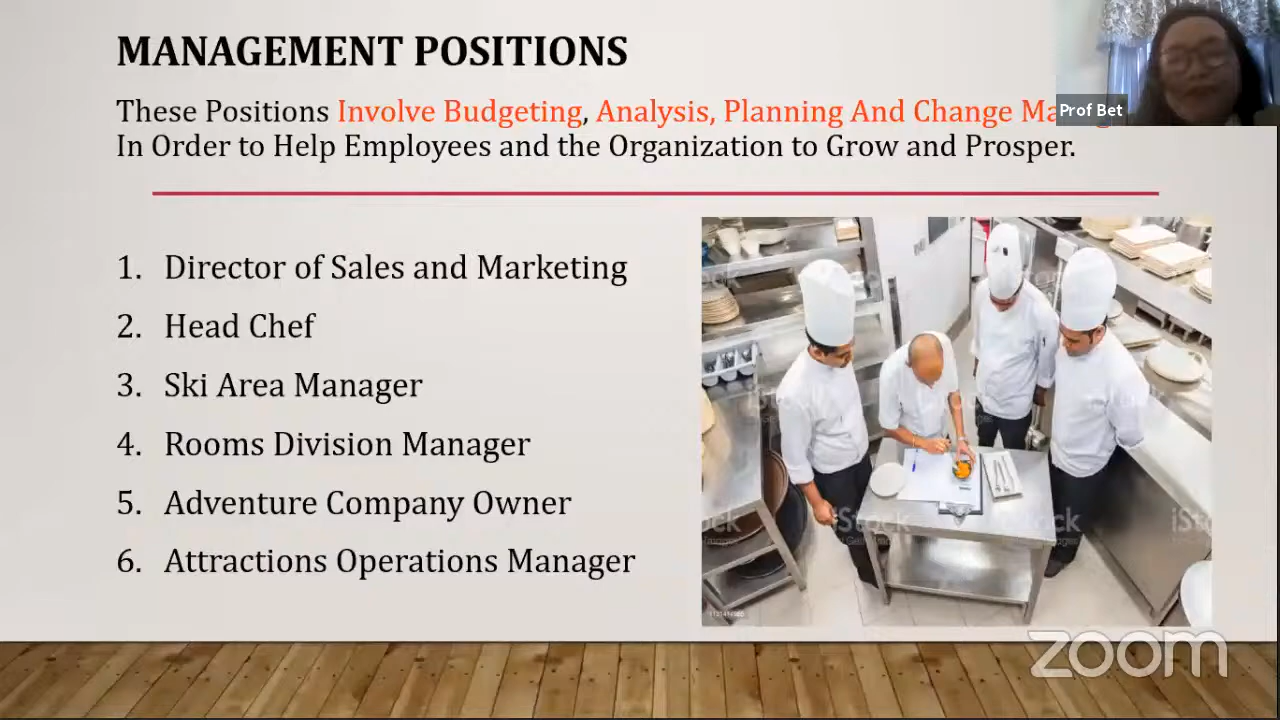 MANAGEMENT POSITIONS
These Positions Involve Budgeting, Analysis, Planning And Change
Prof Bet
In Order to Help Employees and the Organization to Grow and Prosper.
1. Director of Sales and Marketing
2. Head Chef
3. Ski Area Manager
4. Rooms Division Manager
5. Adventure Company Owner
6. Attractions Operations Manager
iStock
zoom